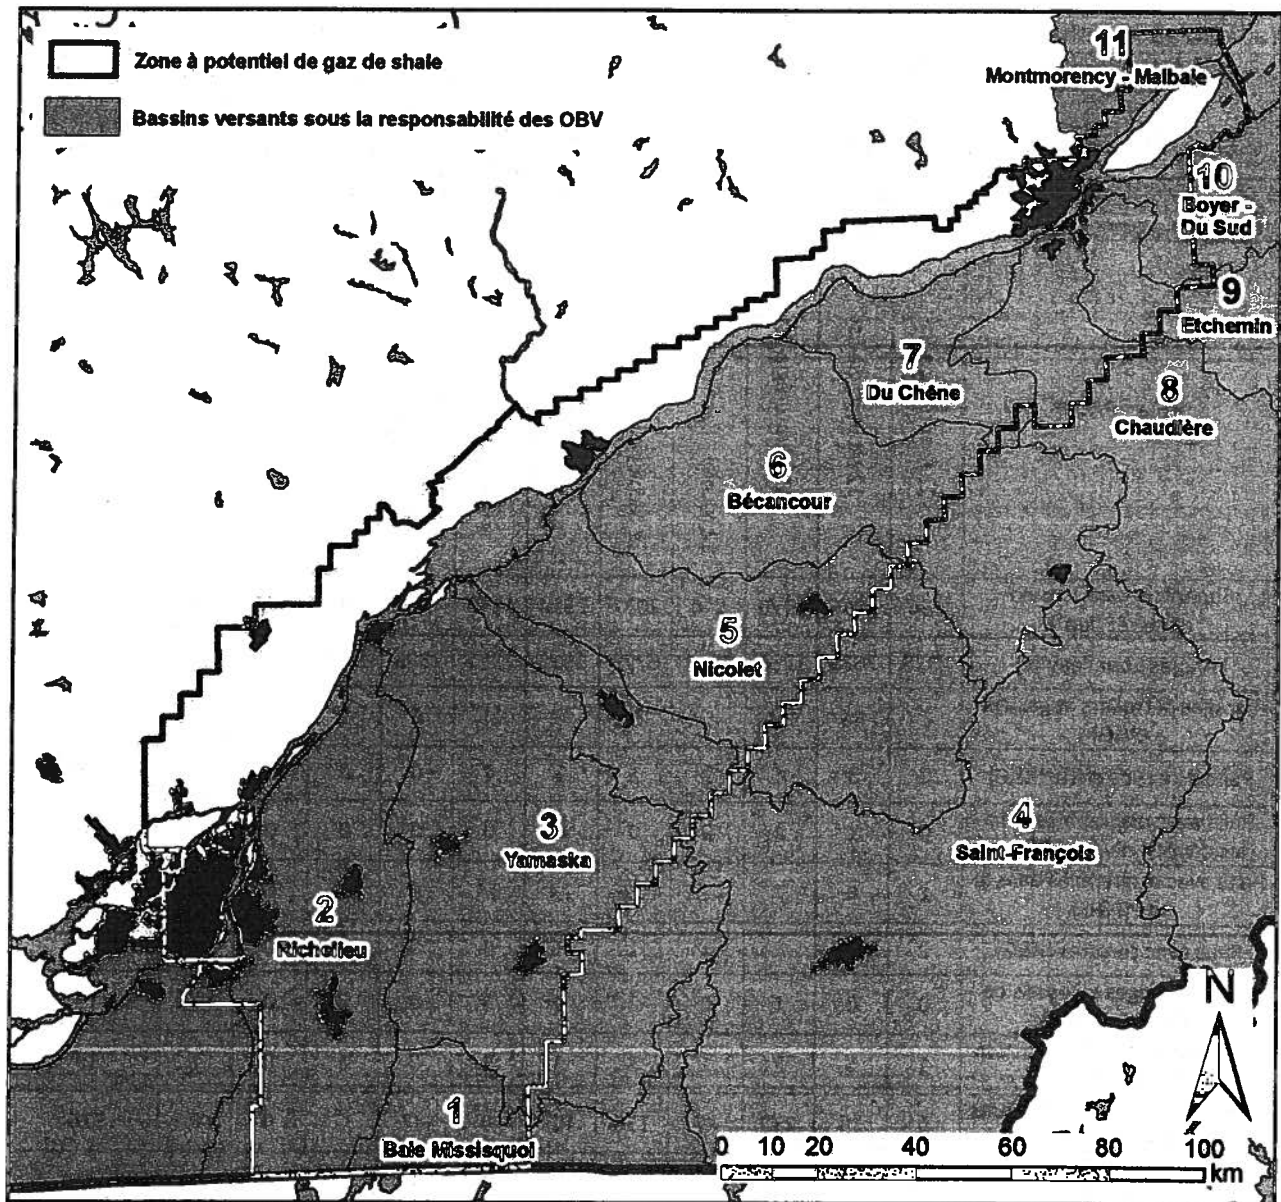 Zone à potentiel de gaz de shale
Bassins versants sous la responsabilité des OBV
11
Montmorency - Malbaie
10
Boyer -
Du Sud
9
Etchemin
7
Du Chêne
8
Chaudière
6
Bécancour
5
Nicolet
4
Saint-François
3
Yamaska
2
Richelieu
N
1
Baie Missisquoi
0 10 20 40 60 80 100
km